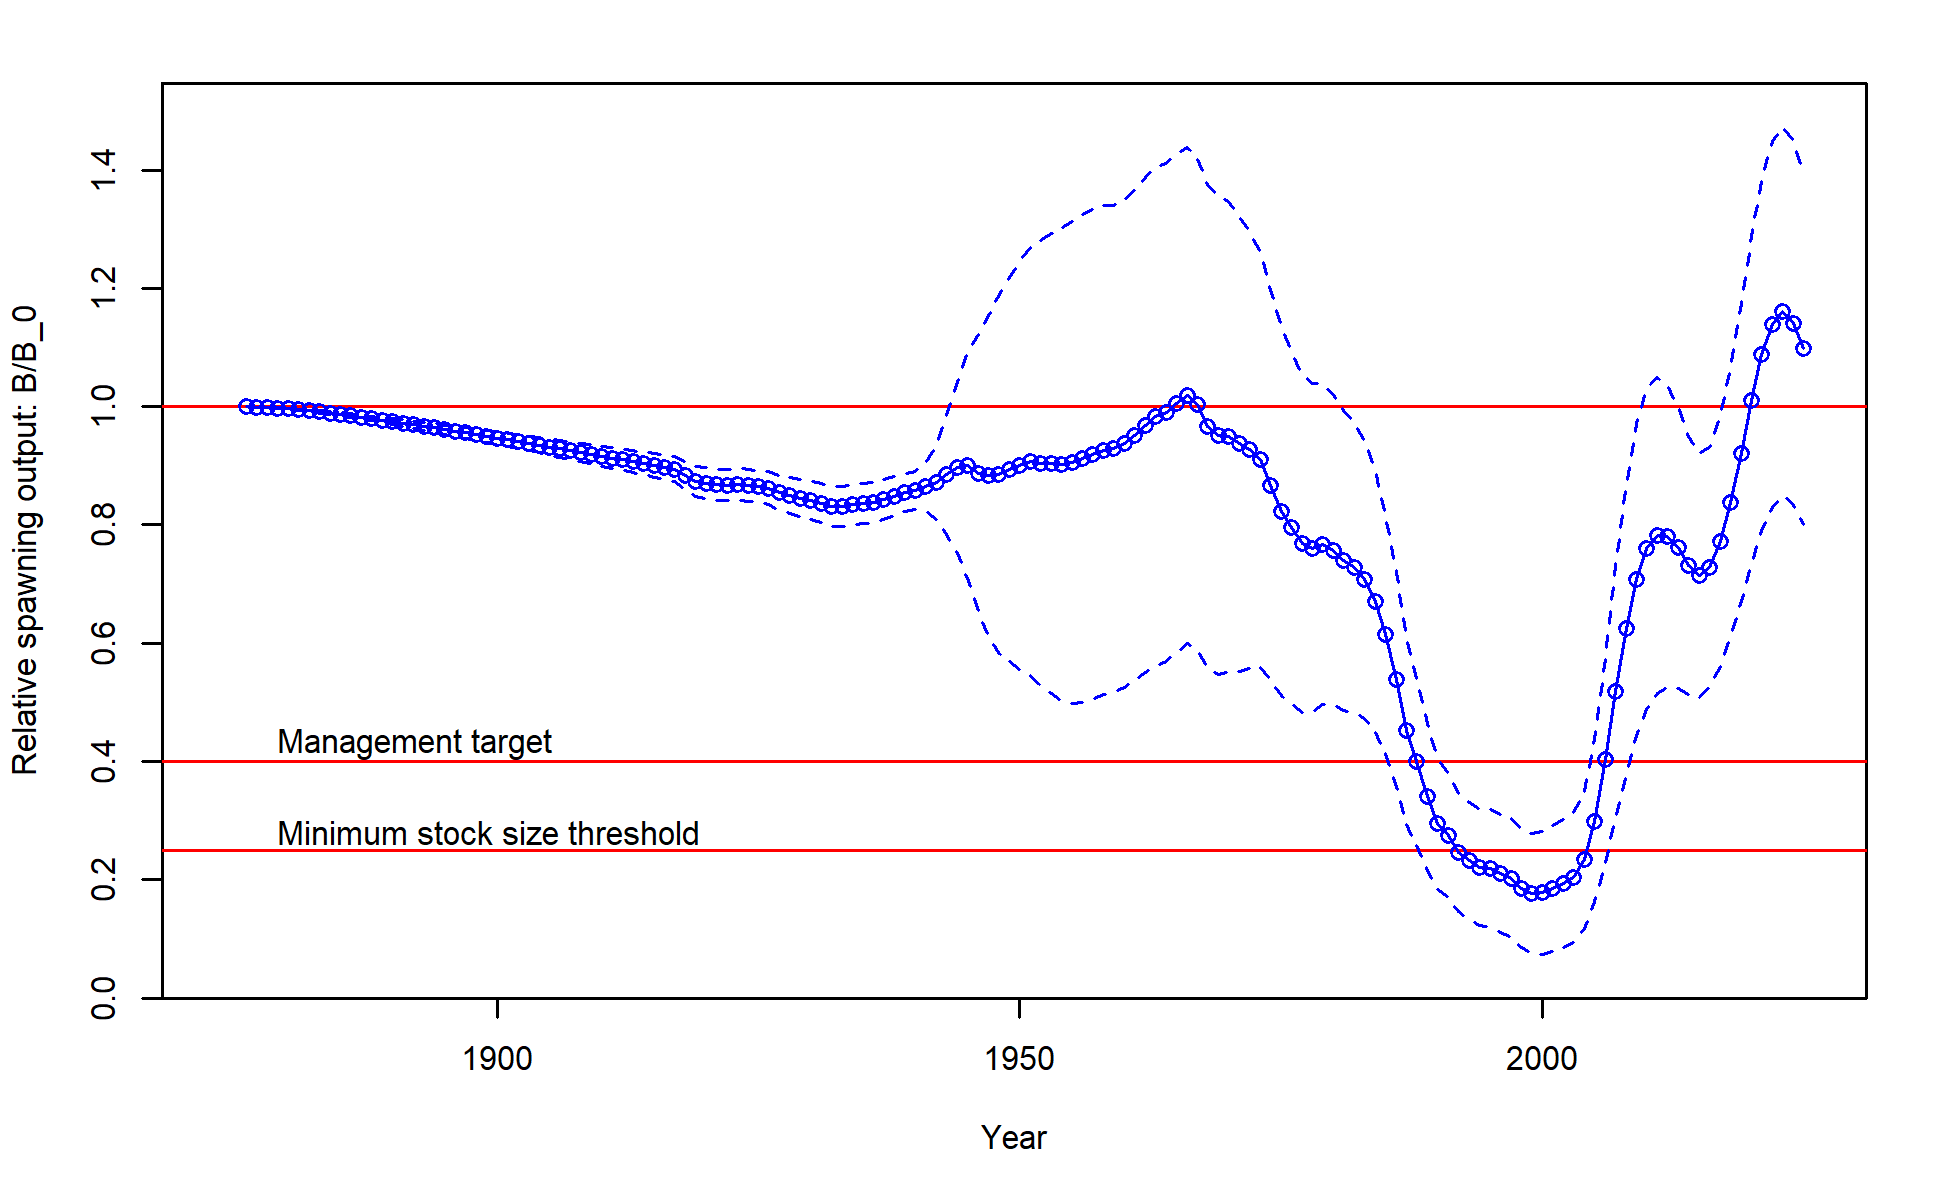 Relative spawning output: B/B_0
1.4
1.2
1.0
0.8
0.6
0.4
0.2
0.0
Management target
Minimum stock size threshold
1900 1950 2000
Year